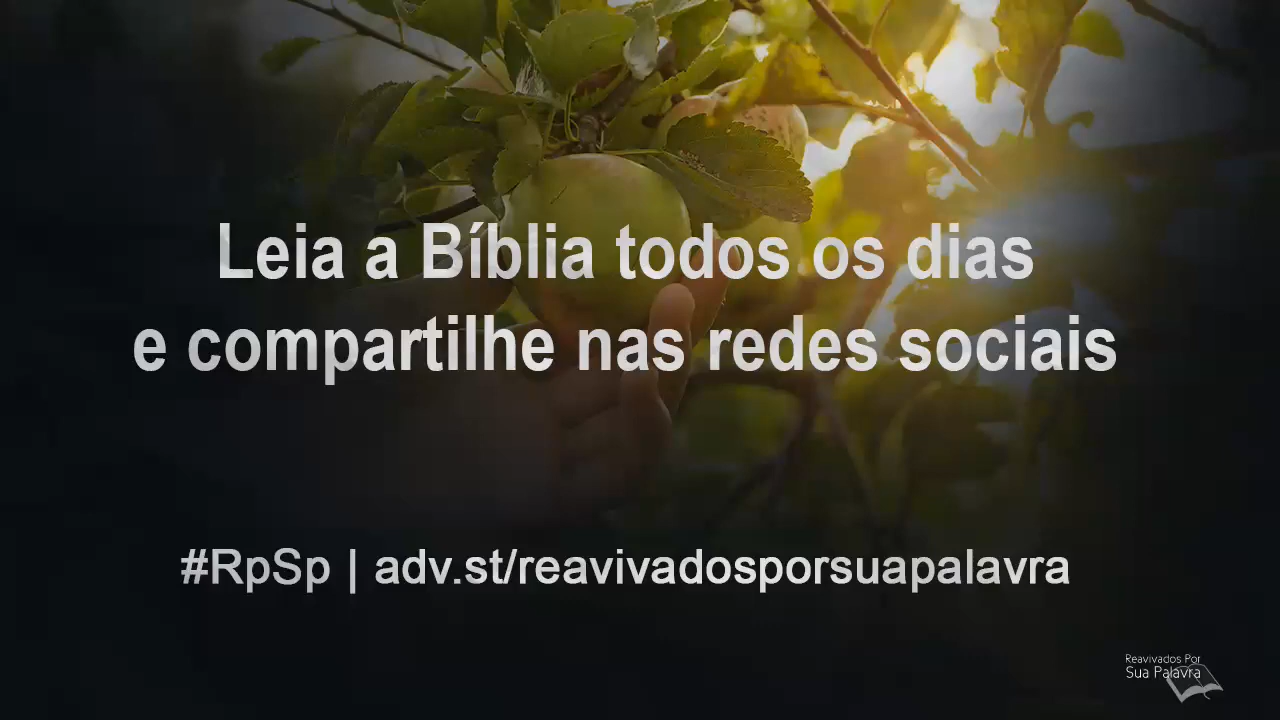 Leia a Bíblia todos os dias
e compartilhe nas redes sociais
#RpSp | adv.st/reavivadosporsuapalavra
Reavivados Por
Sua Palavra